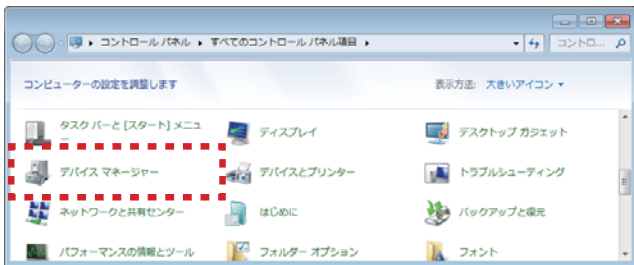 コントロール パネル すべてのコントロール パネル項目 コントロ...
コンピューターの設定を調整します 表示方法: 大きいアイコン
タスク バーと [スタート] メニュー
ディスプレイ
デスクトップ ガジェット
デバイス マネージャー
デバイスとプリンター
トラブルシューティング
ネットワークと共有センター
はじめに
バックアップと復元
パフォーマンスの情報とツール
フォルダー オプション
フォント